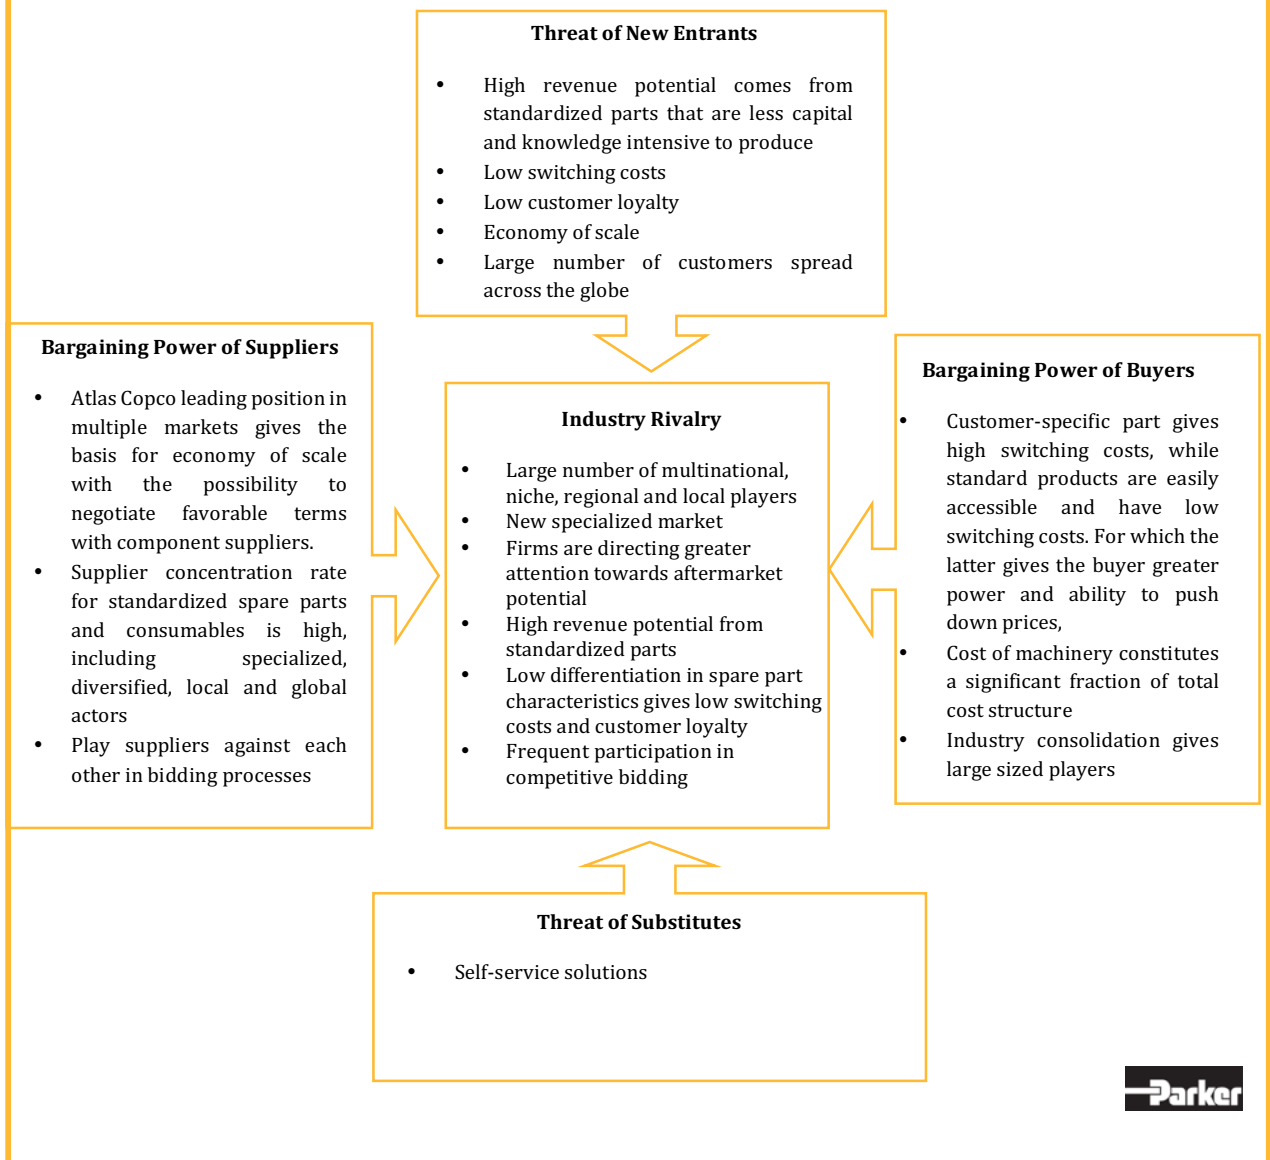 Threat of New Entrants
• High revenue potential comes from
standardized parts that are less capital
and knowledge intensive to produce
• Low switching costs
• Low customer loyalty
• Economy of scale
• Large number of customers spread
across the globe
Bargaining Power of Suppliers
• Atlas Copco leading position in
multiple markets gives the
basis for economy of scale
with the possibility to
negotiate favorable terms
with component suppliers.
• Supplier concentration rate
for standardized spare parts
and consumables is high,
including specialized,
diversified, local and global
actors
• Play suppliers against each
other in bidding processes
Industry Rivalry
• Large number of multinational,
niche, regional and local players
• New specialized market
• Firms are directing greater
attention towards aftermarket
potential
• High revenue potential from
standardized parts
• Low differentiation in spare part
characteristics gives low switching
costs and customer loyalty
• Frequent participation in
competitive bidding
Bargaining Power of Buyers
• Customer-specific part gives
high switching costs, while
standard products are easily
accessible and have low
switching costs. For which the
latter gives the buyer greater
power and ability to push
down prices,
• Cost of machinery constitutes
a significant fraction of total
cost structure
• Industry consolidation gives
large sized players
Threat of Substitutes
• Self-service solutions
Parker